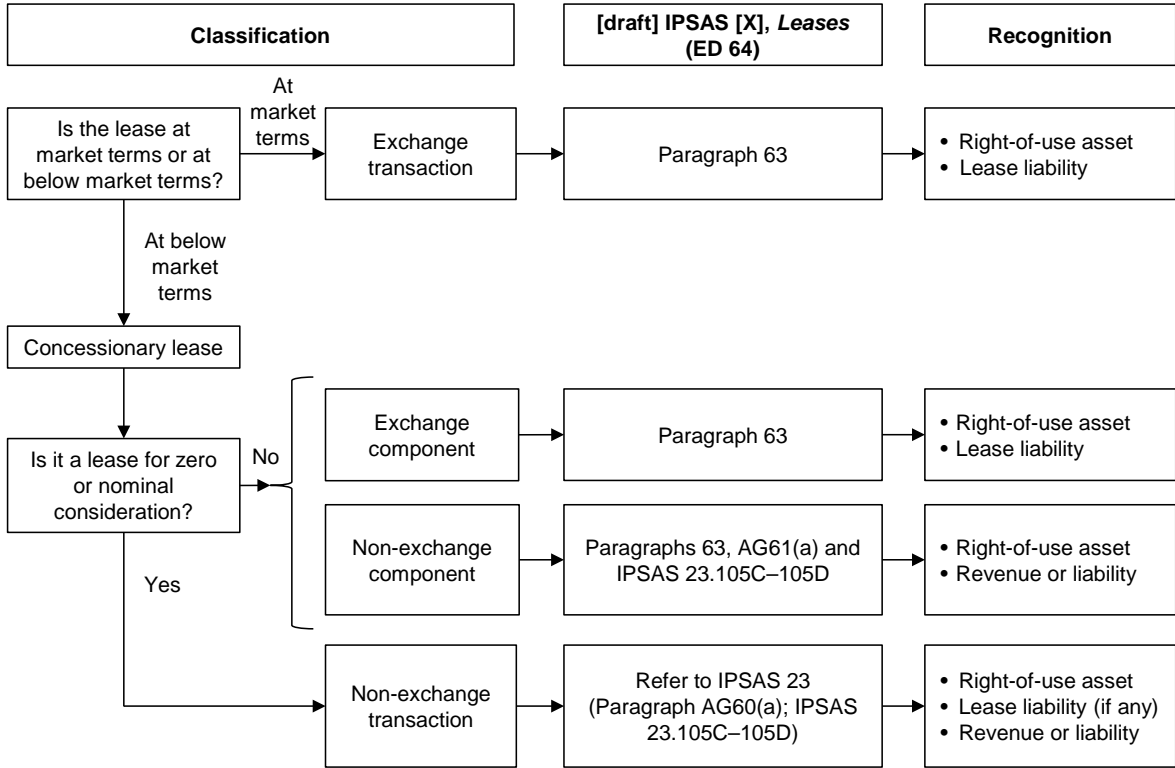 Classification
[draft] IPSAS [X], Leases
(ED 64)
Recognition
Is the lease at
market terms or at
below market terms?
At
market
terms
Exchange
transaction
Paragraph 63
• Right-of-use asset
• Lease liability
At below
market
terms
Concessionary lease
Is it a lease for zero
or nominal
consideration?
No
Exchange
component
Paragraph 63
• Right-of-use asset
• Lease liability
Non-exchange
component
Paragraphs 63, AG61(a) and
IPSAS 23.105C–105D
• Right-of-use asset
• Revenue or liability
Yes
Non-exchange
transaction
Refer to IPSAS 23
(Paragraph AG60(a); IPSAS
23.105C–105D)
• Right-of-use asset
• Lease liability (if any)
• Revenue or liability